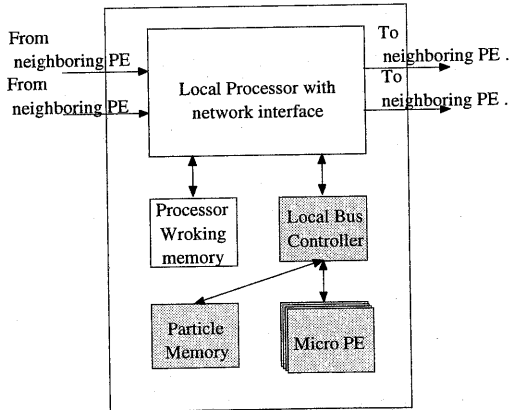 From
neighboring PE
From
neighboring PE
To
neighboring PE .
To
neighboring PE .
Local Processor with
network interface
Processor
Wroking
memory
Local Bus
Controller
Particle
Memory
Micro PE